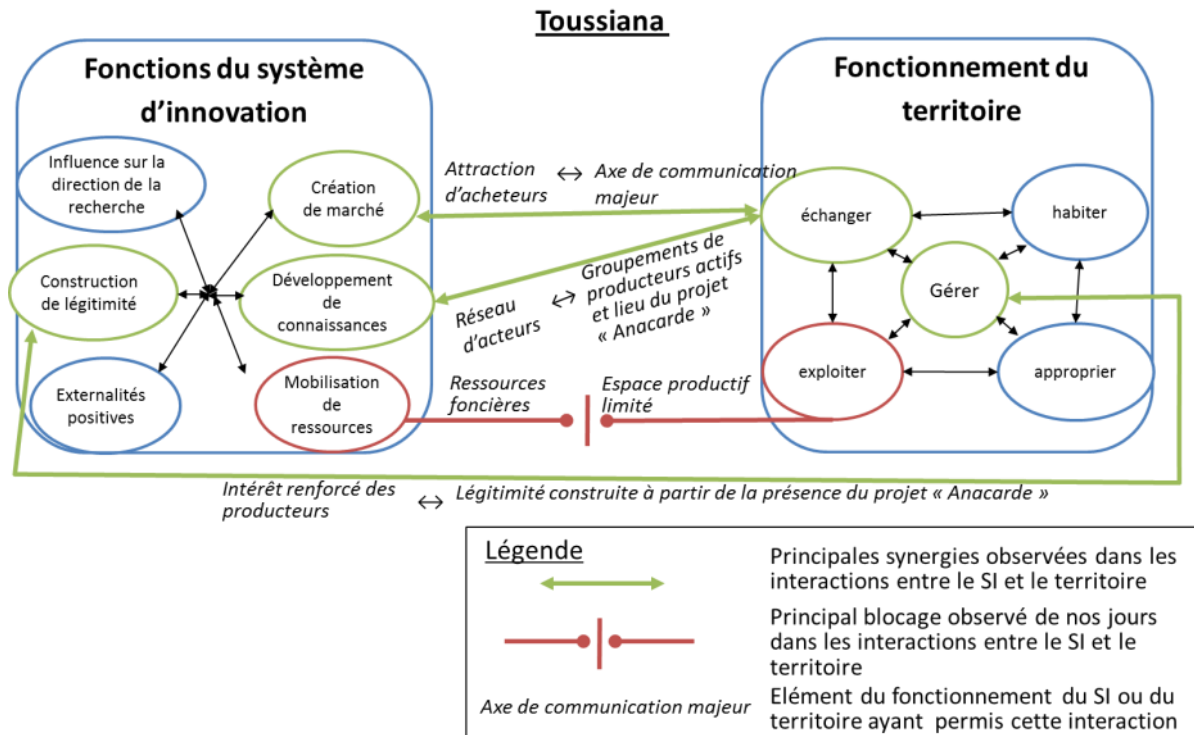 Toussiana
Fonctions du système
d’innovation
Influence sur la
direction de la
recherche
Création
de marché
Construction
de légitimité
Développement
de
connaissances
Externalités
positives
Mobilisation
de
ressources
Attraction
d’acheteurs
↔
Axe de communication
majeur
Réseau
d’acteurs
↔
Groupements de
producteurs actifs
et lieu du projet
« Anacarde »
Ressources
foncières
Espace productif
limité
Fonctionnement du
territoire
échanger
habiter
Gérer
exploiter
approprier
Intérêt renforcé des
producteurs
↔
Légitimité construite à partir de la présence du projet « Anacarde »
Légende
Principales synergies observées dans les
interactions entre le SI et le territoire
Principal blocage observé de nos jours
dans les interactions entre le SI et le
territoire
Axe de communication majeur
Elément du fonctionnement du SI ou du
territoire ayant permis cette interaction